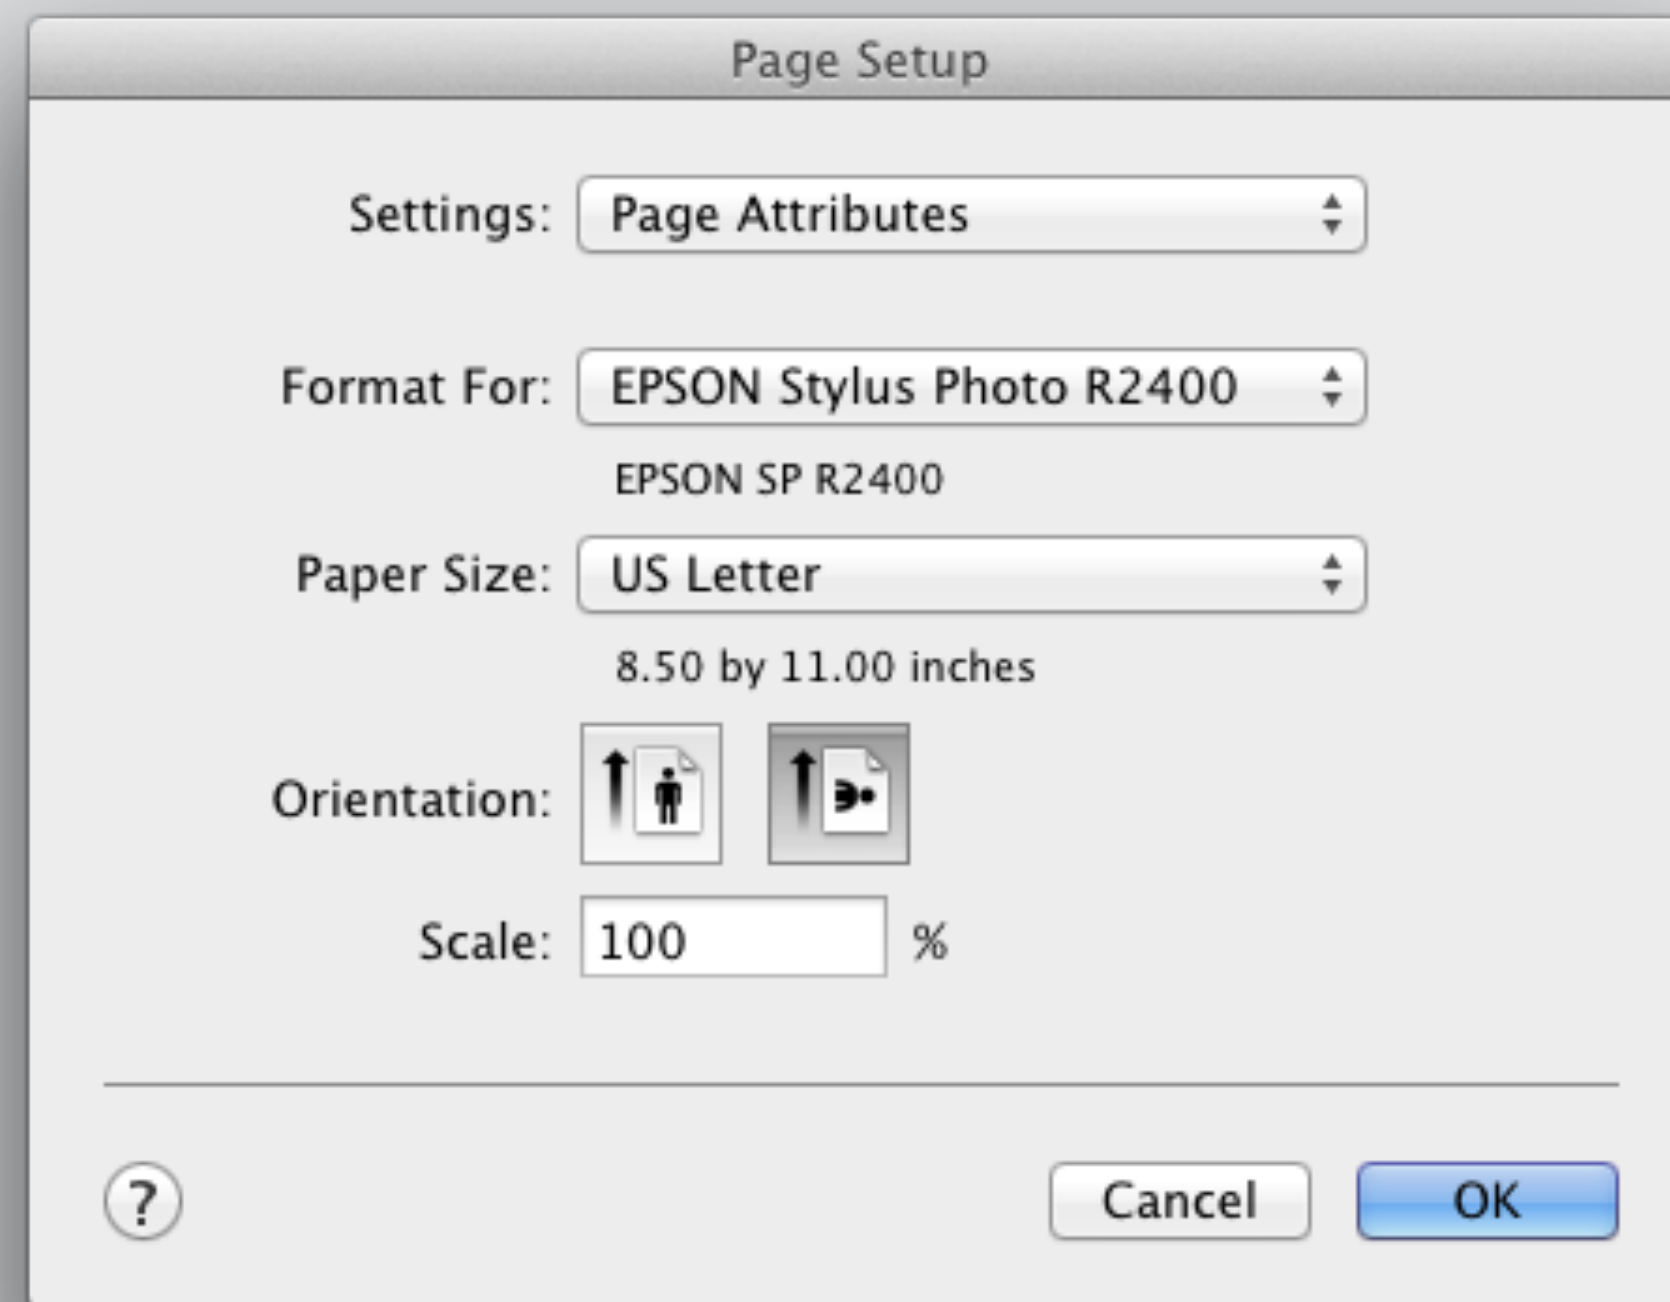 Page Setup
Settings: Page Attributes
Format For: EPSON Stylus Photo R2400
EPSON SP R2400
Paper Size: US Letter
8.50 by 11.00 inches
Orientation:
Scale: 100 %
? Cancel OK